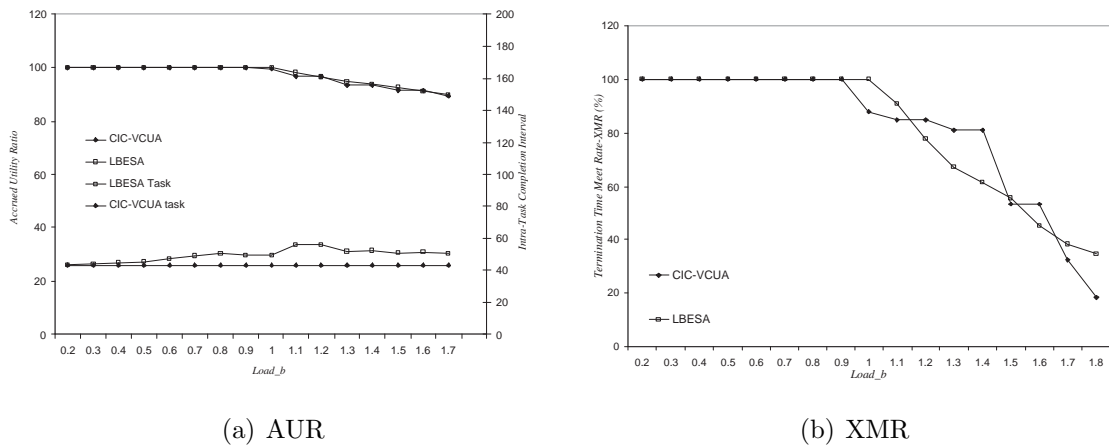 120
100
80
60
40
20
0
Accrued Utility Ratio
CIC-VCUA
LBESA
LBESA Task
CIC-VCUA task
200
180
160
140
120
100
80
60
40
20
0
Intra-Task Completion Interval
0.2 0.3 0.4 0.5 0.6 0.7 0.8 0.9 1 1.1 1.2 1.3 1.4 1.5 1.6 1.7
Load_b
(a) AUR
120
100
80
60
40
20
0
Termination Time Meet Rate-XMR (%)
CIC-VCUA
LBESA
0.2 0.3 0.4 0.5 0.6 0.7 0.8 0.9 1 1.1 1.2 1.3 1.4 1.5 1.6 1.7 1.8
Load_b
(b) XMR